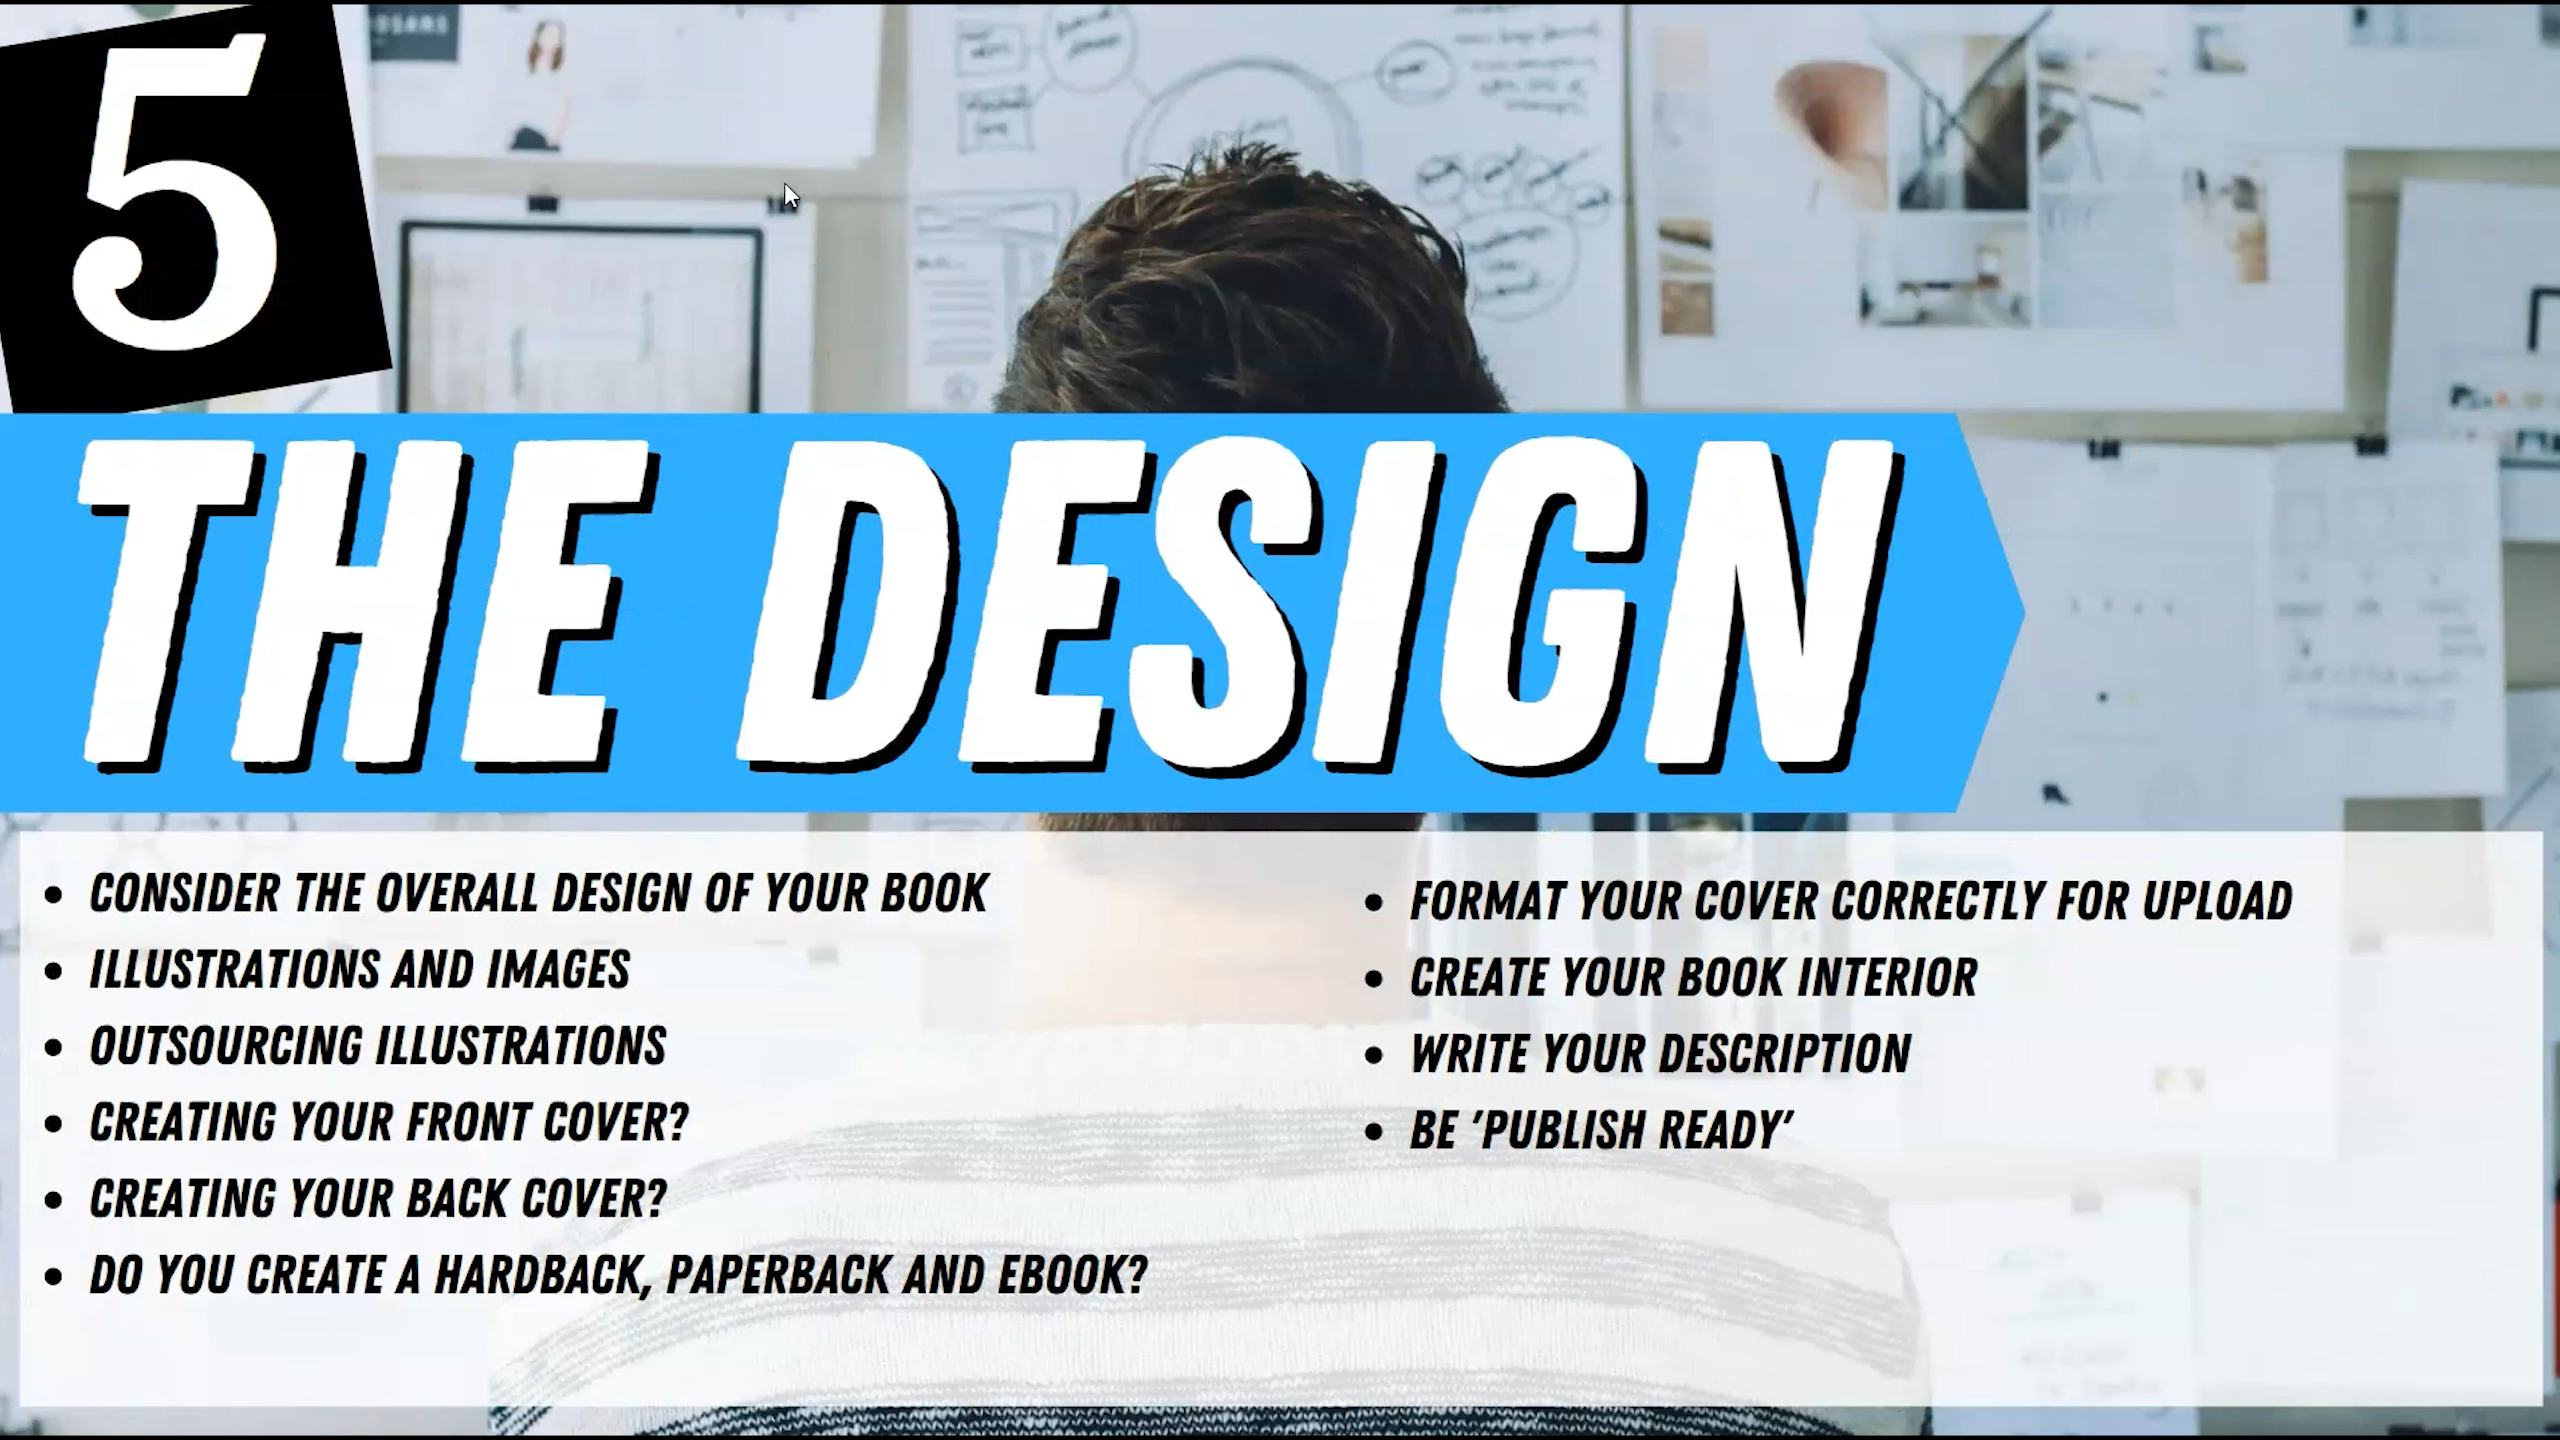 5
THE DESIGN
• CONSIDER THE OVERALL DESIGN OF YOUR BOOK
• ILLUSTRATIONS AND IMAGES
• OUTSOURCING ILLUSTRATIONS
• CREATING YOUR FRONT COVER?
• CREATING YOUR BACK COVER?
• DO YOU CREATE A HARDBACK, PAPERBACK AND EBOOK?
• FORMAT YOUR COVER CORRECTLY FOR UPLOAD
• CREATE YOUR BOOK INTERIOR
• WRITE YOUR DESCRIPTION
• BE 'PUBLISH READY'